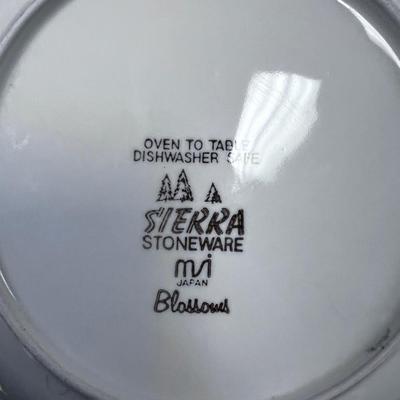 OVEN TO TABLE
DISHWASHER SAFE
SIERRA
STONEWARE
msi
JAPAN
Blossoms